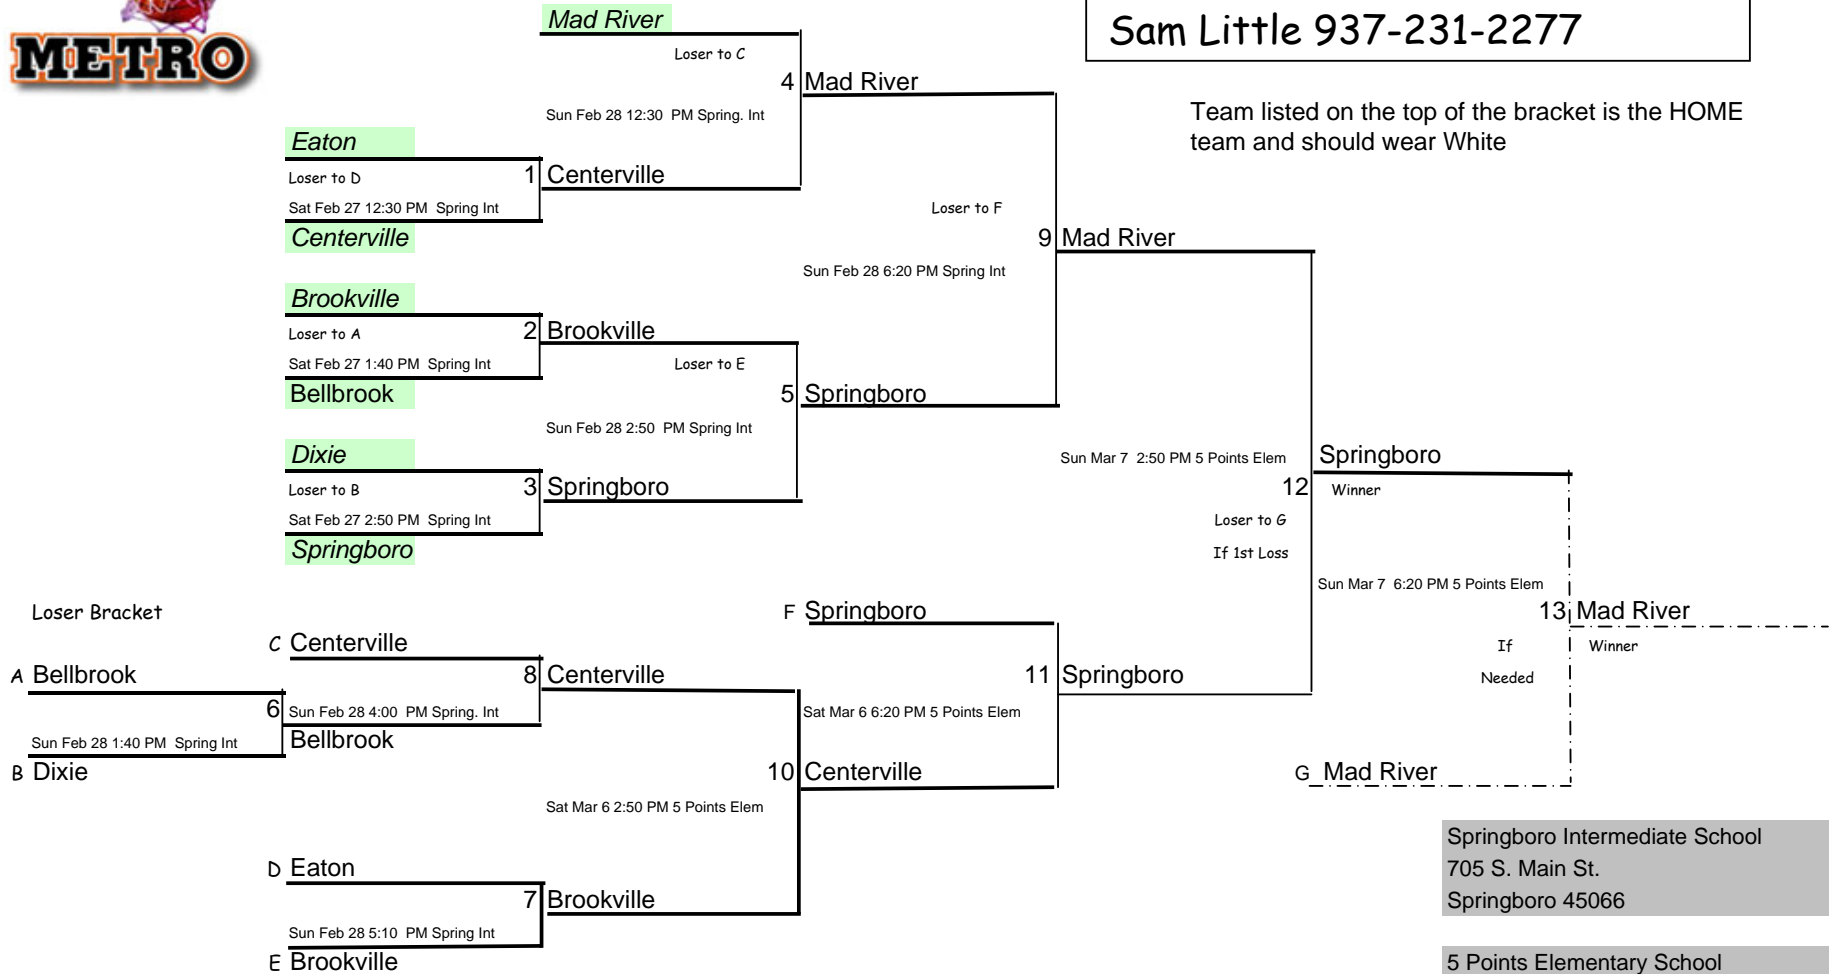 METRO
Sam Little 937-231-2277
Team listed on the top of the bracket is the HOME
team and should wear White
Mad River
Loser to C
4 Mad River
Sun Feb 28 12:30 PM Spring. Int
Eaton
Loser to D
1 Centerville
Sat Feb 27 12:30 PM Spring Int
Centerville
Loser to F
9 Mad River
Sun Feb 28 6:20 PM Spring Int
Brookville
Loser to A
2 Brookville
Sat Feb 27 1:40 PM Spring Int
Loser to E
Bellbrook
5 Springboro
Sun Feb 28 2:50 PM Spring Int
Dixie
Loser to B
3 Springboro
Sat Feb 27 2:50 PM Spring Int
Springboro
Sun Mar 7 2:50 PM 5 Points Elem
Springboro
12
Winner
Loser to G
If 1st Loss
Sun Mar 7 6:20 PM 5 Points Elem
13 Mad River
If
Needed
Winner
Loser Bracket
F Springboro
C Centerville
A Bellbrook
8 Centerville
11 Springboro
6
Sun Feb 28 4:00 PM Spring. Int
Sat Mar 6 6:20 PM 5 Points Elem
Bellbrook
Sun Feb 28 1:40 PM Spring Int
B Dixie
10 Centerville
G Mad River
Sat Mar 6 2:50 PM 5 Points Elem
D Eaton
7 Brookville
Sun Feb 28 5:10 PM Spring Int
E Brookville
Springboro Intermediate School
705 S. Main St.
Springboro 45066
5 Points Elementary School